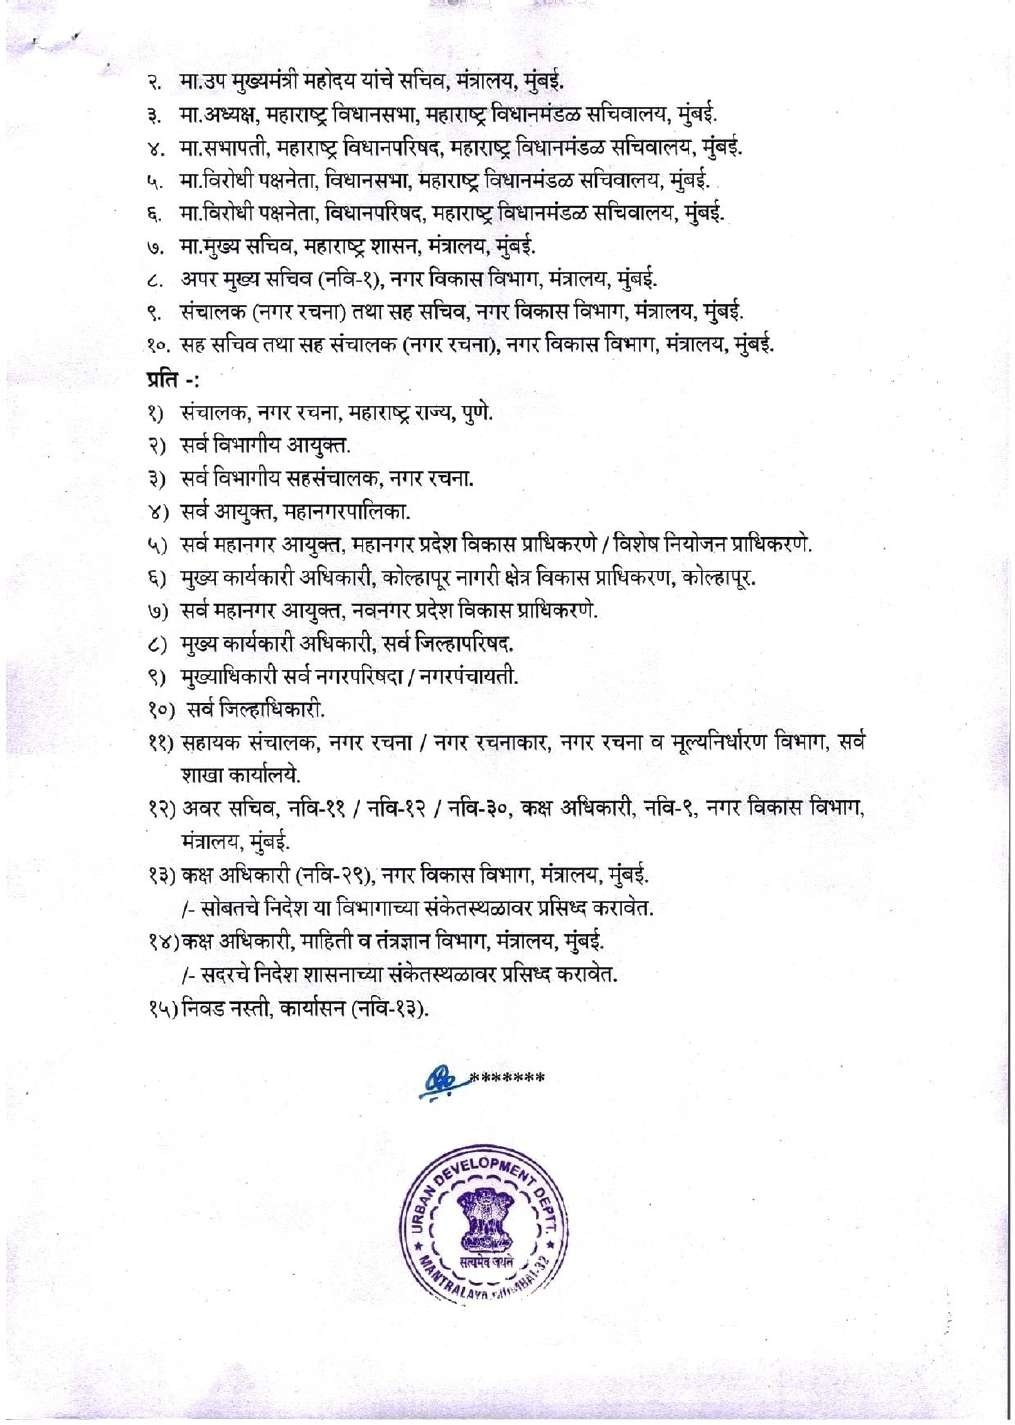 २. मा.उप मुख्यमंत्री महोदय यांचे सचिव, मंत्रालय, मुंबई.
३. मा.अध्यक्ष, महाराष्ट्र विधानसभा, महाराष्ट्र विधानमंडळ सचिवालय, मुंबई.
४. मा.सभापती, महाराष्ट्र विधानपरिषद, महाराष्ट्र विधानमंडळ सचिवालय, मुंबई.
५. मा.विरोधी पक्षनेता, विधानसभा, महाराष्ट्र विधानमंडळ सचिवालय, मुंबई.
६. मा.विरोधी पक्षनेता, विधानपरिषद, महाराष्ट्र विधानमंडळ सचिवालय, मुंबई.
७. मा.मुख्य सचिव, महाराष्ट्र शासन, मंत्रालय, मुंबई.
८. अपर मुख्य सचिव (नवि-१), नगर विकास विभाग, मंत्रालय, मुंबई.
९. संचालक (नगर रचना) तथा सह सचिव, नगर विकास विभाग, मंत्रालय, मुंबई.
१०. सह सचिव तथा सह संचालक (नगर रचना), नगर विकास विभाग, मंत्रालय, मुंबई.
प्रति -:
१) संचालक, नगर रचना, महाराष्ट्र राज्य, पुणे.
२) सर्व विभागीय आयुक्त.
३) सर्व विभागीय सहसंचालक, नगर रचना.
४) सर्व आयुक्त, महानगरपालिका.
५) सर्व महानगर आयुक्त, महानगर प्रदेश विकास प्राधिकरणे / विशेष नियोजन प्राधिकरणे.
६) मुख्य कार्यकारी अधिकारी, कोल्हापूर नागरी क्षेत्र विकास प्राधिकरण, कोल्हापूर.
७) सर्व महानगर आयुक्त, नवनगर प्रदेश विकास प्राधिकरणे.
८) मुख्य कार्यकारी अधिकारी, सर्व जिल्हापरिषद.
९) मुख्याधिकारी सर्व नगरपरिषदा / नगरपंचायती.
१०) सर्व जिल्हाधिकारी.
११) सहायक संचालक, नगर रचना / नगर रचनाकार, नगर रचना व मूल्यनिर्धारण विभाग, सर्व
शाखा कार्यालये.
१२) अवर सचिव, नवि-११ / नवि-१२ / नवि-३०, कक्ष अधिकारी, नवि-९, नगर विकास विभाग,
मंत्रालय, मुंबई.
१३) कक्ष अधिकारी (नवि-२९), नगर विकास विभाग, मंत्रालय, मुंबई.
/- सोबतचे निदेश या विभागाच्या संकेतस्थळावर प्रसिध्द करावेत.
१४) कक्ष अधिकारी, माहिती व तंत्रज्ञान विभाग, मंत्रालय, मुंबई.
/- सदरचे निदेश शासनाच्या संकेतस्थळावर प्रसिध्द करावेत.
१५) निवड नस्ती, कार्यासन (नवि-१३).
*******
URBAN DEVELOPMENT DEPTT.
सत्यमेव जयते
★ MANTRALAYA, MUMBAI-32 ★